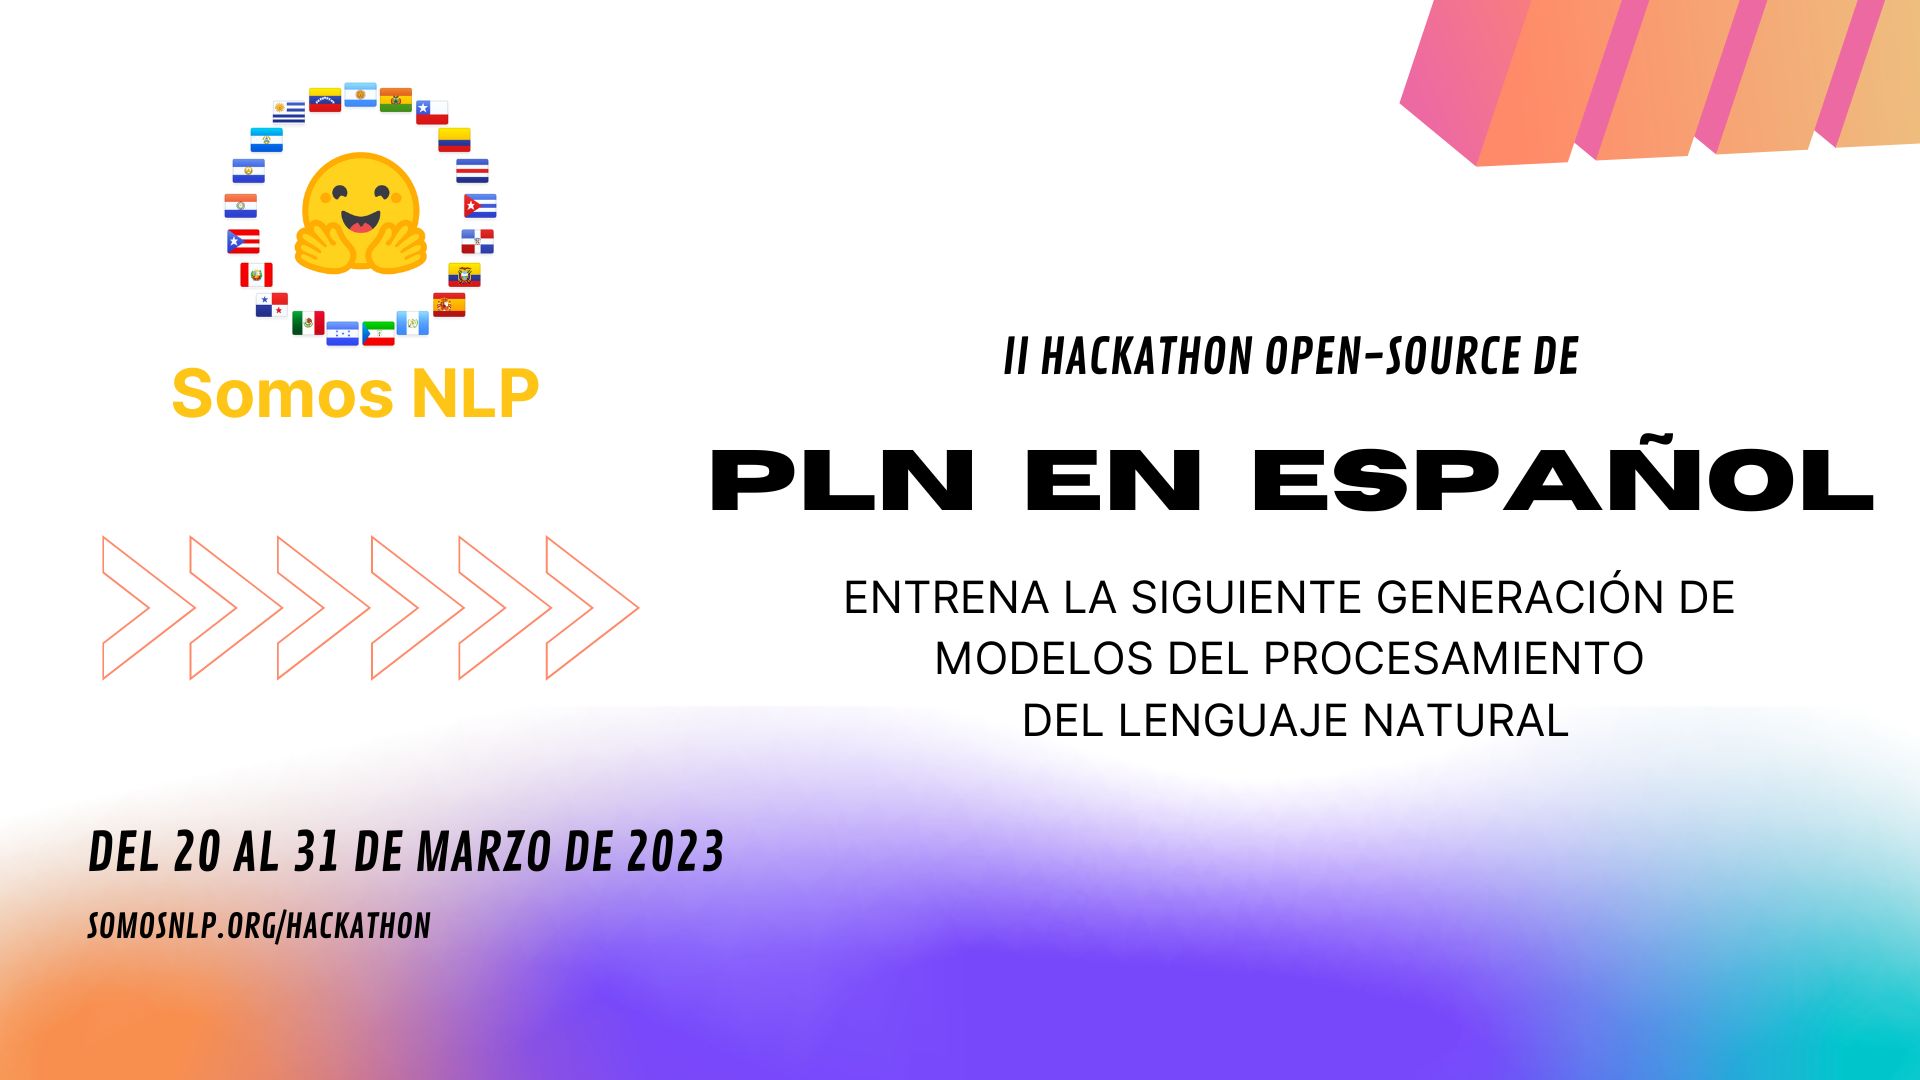 Somos NLP
II HACKATHON OPEN-SOURCE DE
PLN EN ESPAÑOL
ENTRENA LA SIGUIENTE GENERACIÓN DE
MODELOS DEL PROCESAMIENTO
DEL LENGUAJE NATURAL
DEL 20 AL 31 DE MARZO DE 2023
SOMOSNLP.ORG/HACKATHON